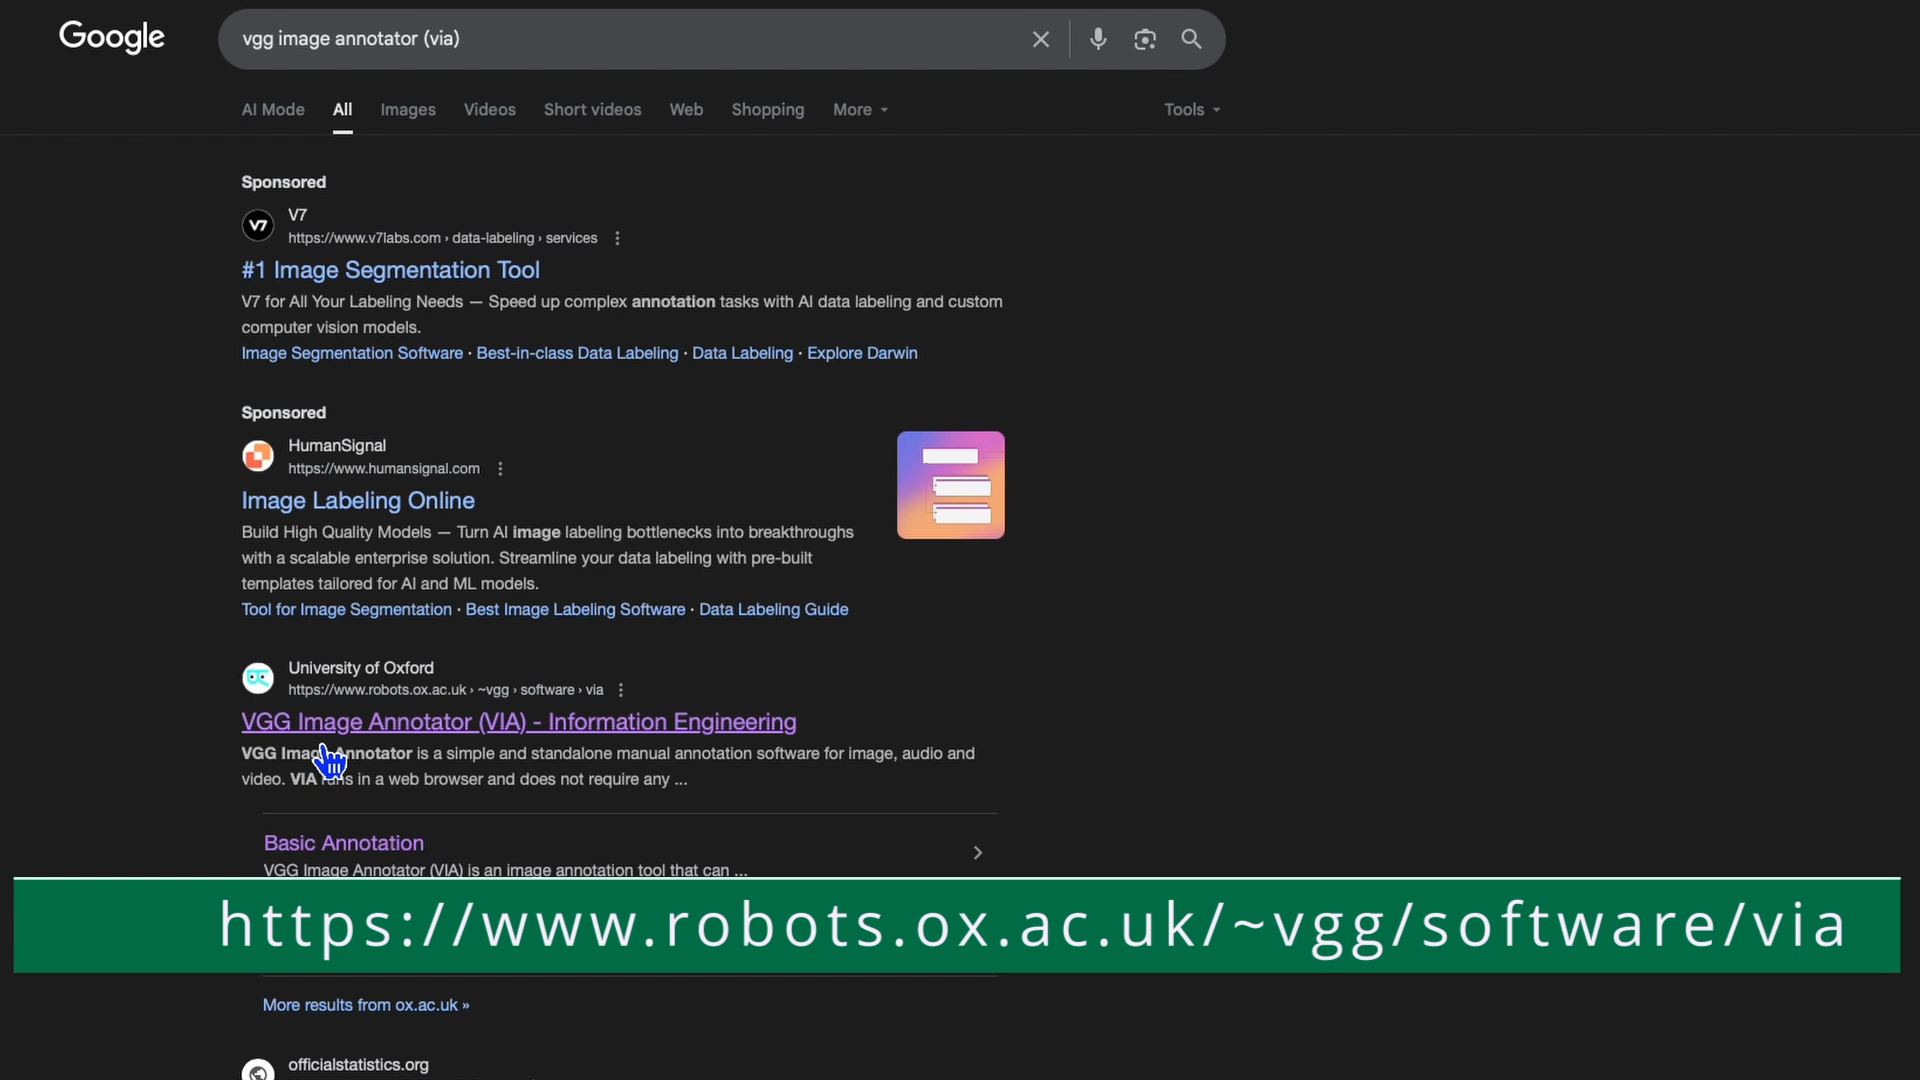 Google
vgg image annotator (via)
AI Mode All Images Videos Short videos Web Shopping More Tools
Sponsored
V7
V7
https://www.v7labs.com › data-labeling › services
#1 Image Segmentation Tool
V7 for All Your Labeling Needs — Speed up complex annotation tasks with AI data labeling and custom
computer vision models.
Image Segmentation Software · Best-in-class Data Labeling · Data Labeling · Explore Darwin
Sponsored
HumanSignal
https://www.humansignal.com
Image Labeling Online
Build High Quality Models — Turn AI image labeling bottlenecks into breakthroughs
with a scalable enterprise solution. Streamline your data labeling with pre-built
templates tailored for AI and ML models.
Tool for Image Segmentation · Best Image Labeling Software · Data Labeling Guide
University of Oxford
https://www.robots.ox.ac.uk › ~vgg › software › via
VGG Image Annotator (VIA) - Information Engineering
VGG Image Annotator is a simple and standalone manual annotation software for image, audio and
video. VIA runs in a web browser and does not require any ...
Basic Annotation
VGG Image Annotator (VIA) is an image annotation tool that can ...
https://www.robots.ox.ac.uk/~vgg/software/via
More results from ox.ac.uk »
officialstatistics.org